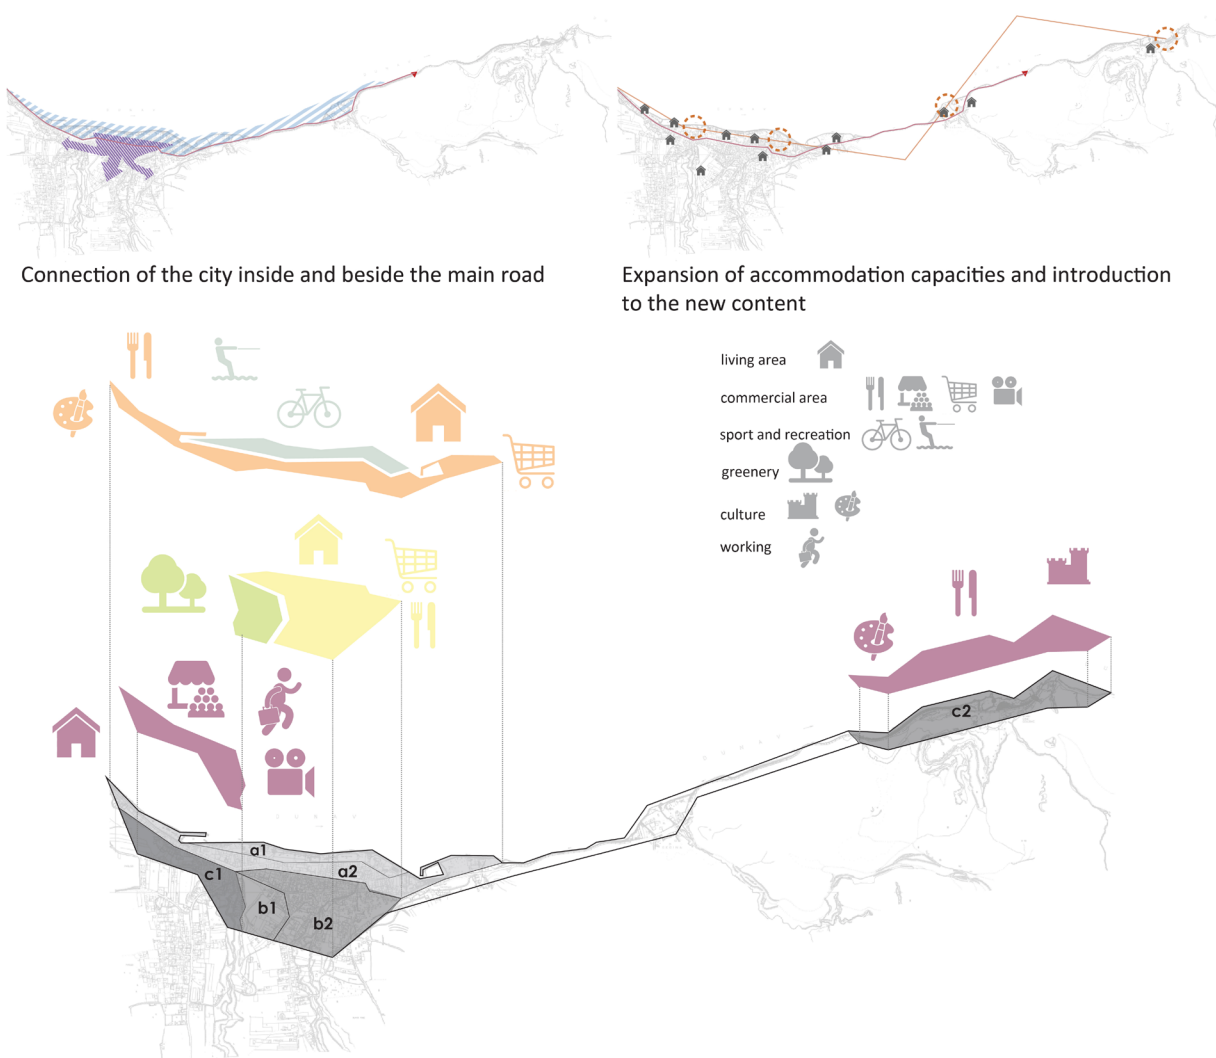 Connection of the city inside and beside the main road
Expansion of accommodation capacities and introduction
to the new content
living area
commercial area
sport and recreation
greenery
culture
working
c2
a1
a2
c1
b1
b2